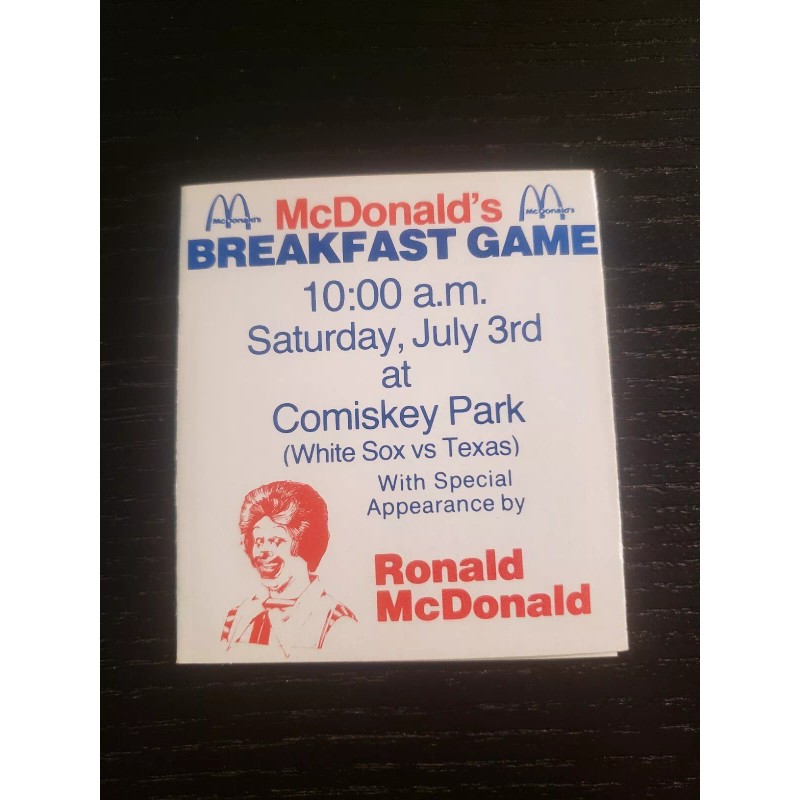 McDonald's
McDonald's
McDonald's
BREAKFAST GAME
10:00 a.m.
Saturday, July 3rd
at
Comiskey Park
(White Sox vs Texas)
With Special
Appearance by
Ronald
McDonald